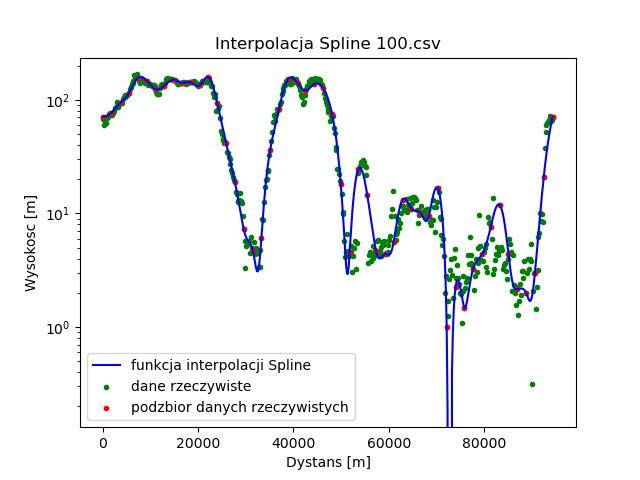 Interpolacja Spline 100.csv
Wysokosc [m]
10²
10¹
10⁰
funkcja interpolacji Spline
dane rzeczywiste
podzbior danych rzeczywistych
0 20000 40000 60000 80000
Dystans [m]